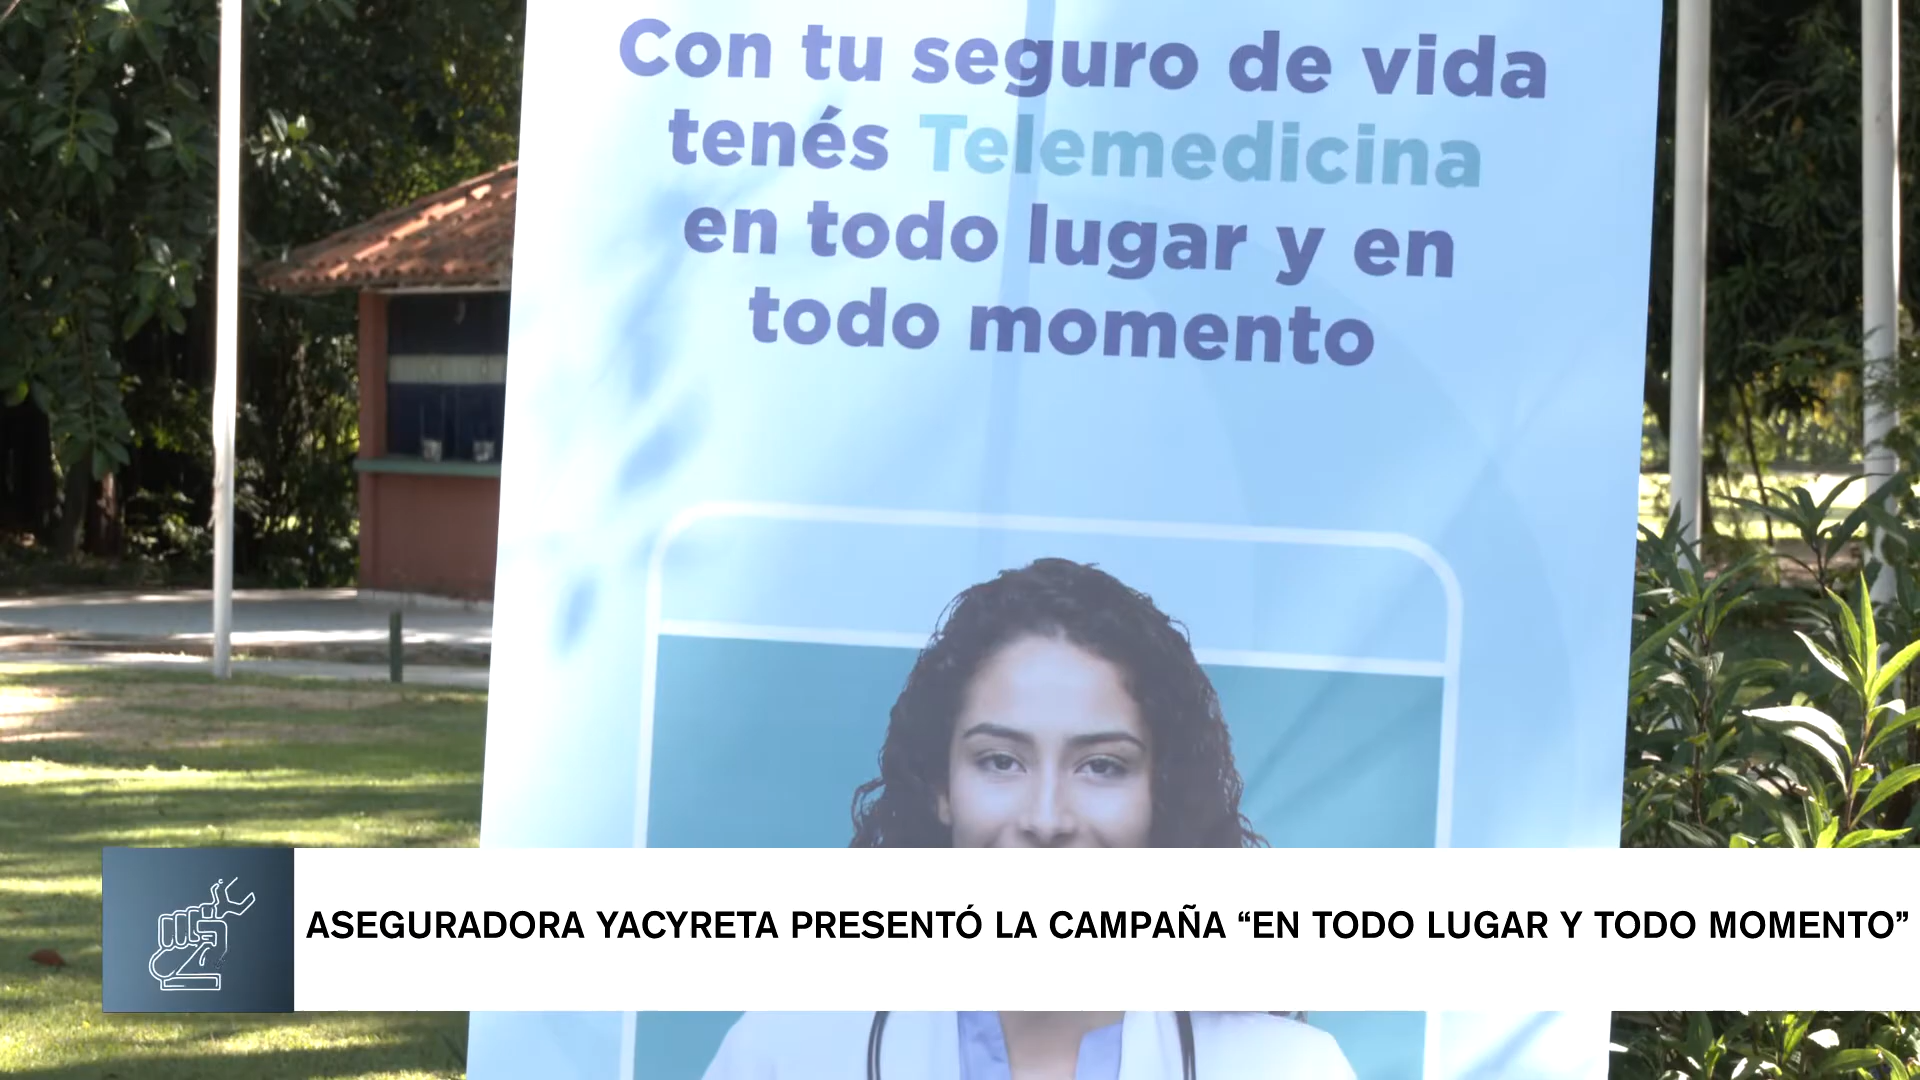 Con tu seguro de vida
tenés Telemedicina
en todo lugar y en
todo momento
ASEGURADORA YACYRETA PRESENTÓ LA CAMPAÑA “EN TODO LUGAR Y TODO MOMENTO”